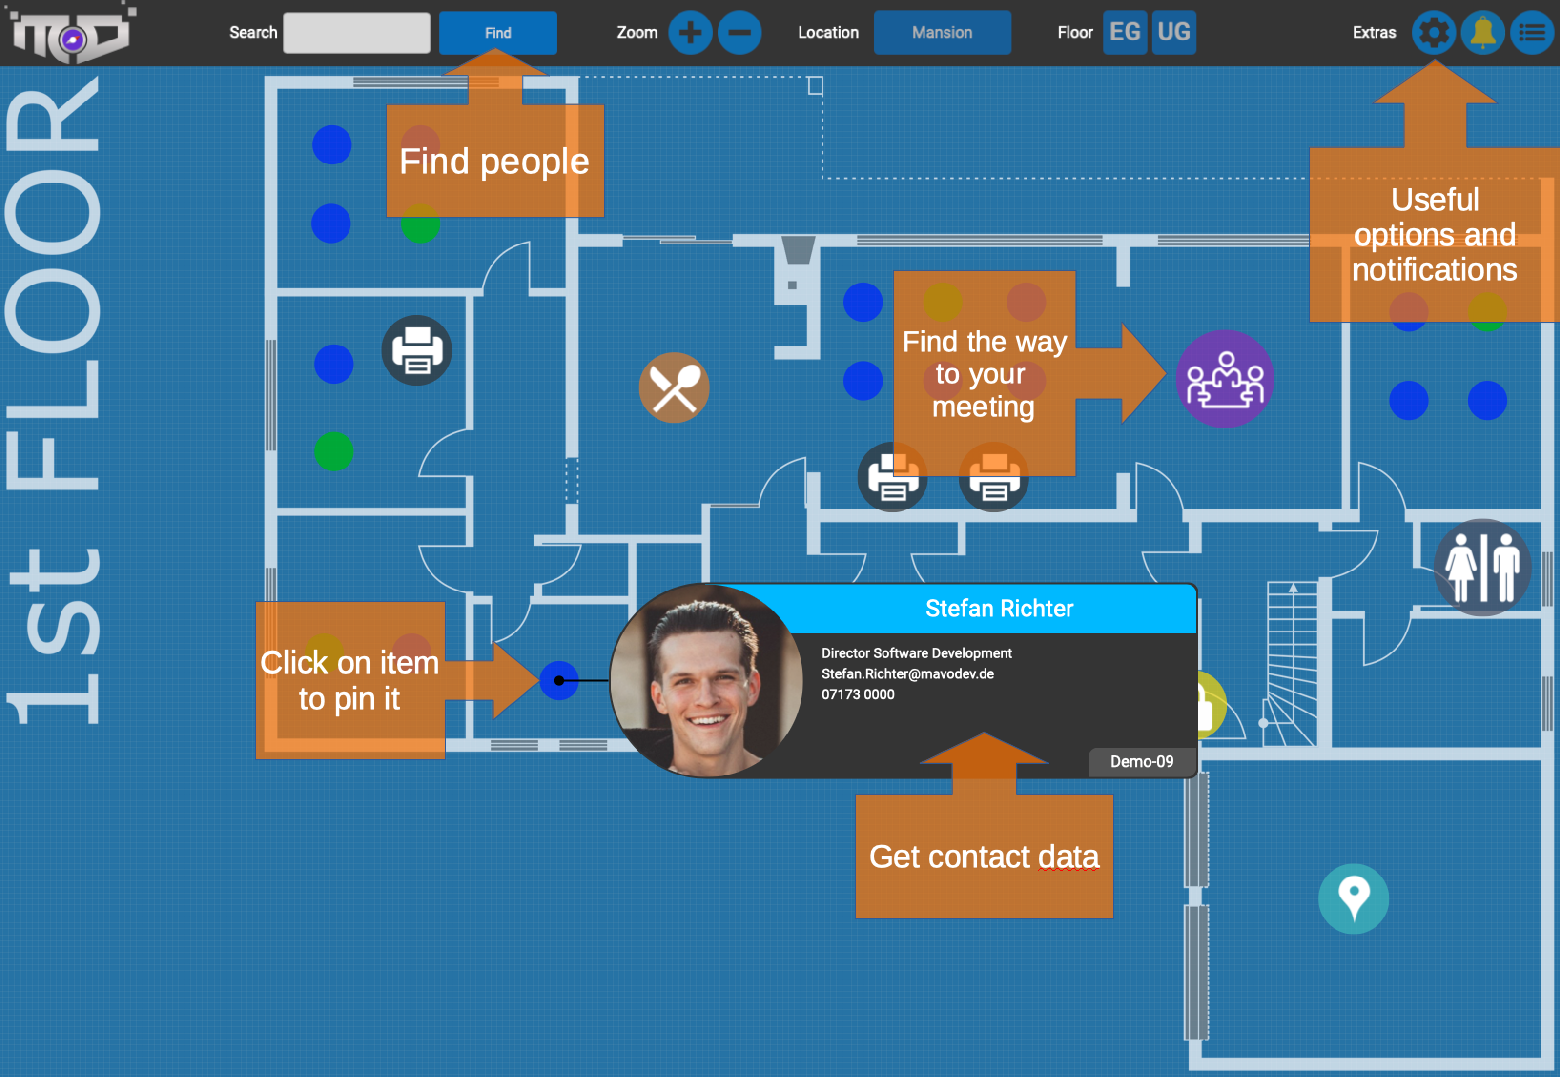 MOD
Search
Find
Zoom
Location
Mansion
Floor
EG
UG
Extras
1st FLOOR
Find people
Useful
options and
notifications
Find the way
to your
meeting
Click on item
to pin it
Stefan Richter
Director Software Development
Stefan.Richter@mavodev.de
07173 0000
Demo-09
Get contact data